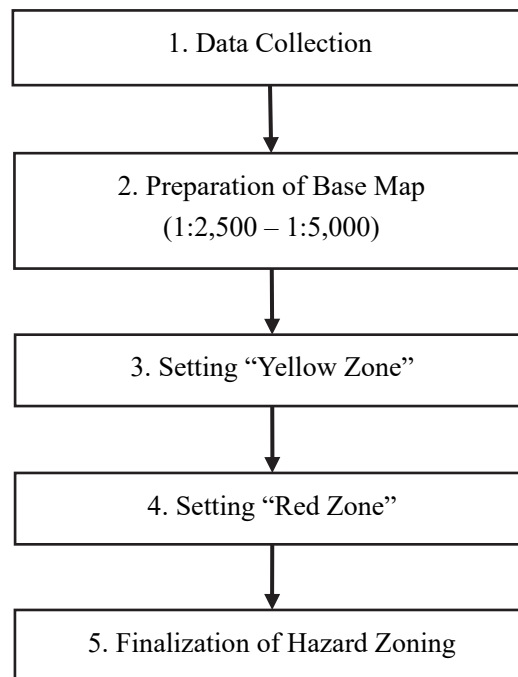 1. Data Collection
2. Preparation of Base Map
(1:2,500 – 1:5,000)
3. Setting “Yellow Zone”
4. Setting “Red Zone”
5. Finalization of Hazard Zoning